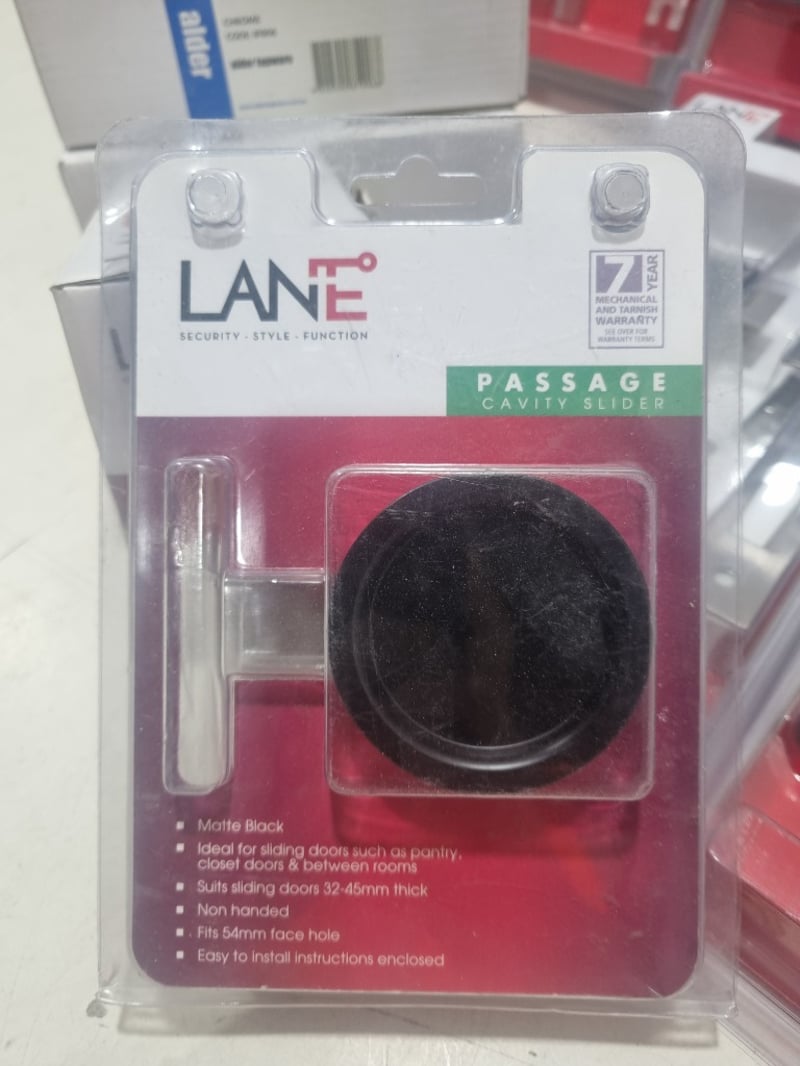 alder
CHROME
LANE
SECURITY - STYLE - FUNCTION
7 YEAR
MECHANICAL
AND TARNISH
WARRANTY
SEE OVER FOR
WARRANTY TERMS
PASSAGE
CAVITY SLIDER
Matte Black
Ideal for sliding doors such as pantry,
closet doors & between rooms
Suits sliding doors 32-45mm thick
Non handed
Fits 54mm face hole
Easy to install instructions enclosed